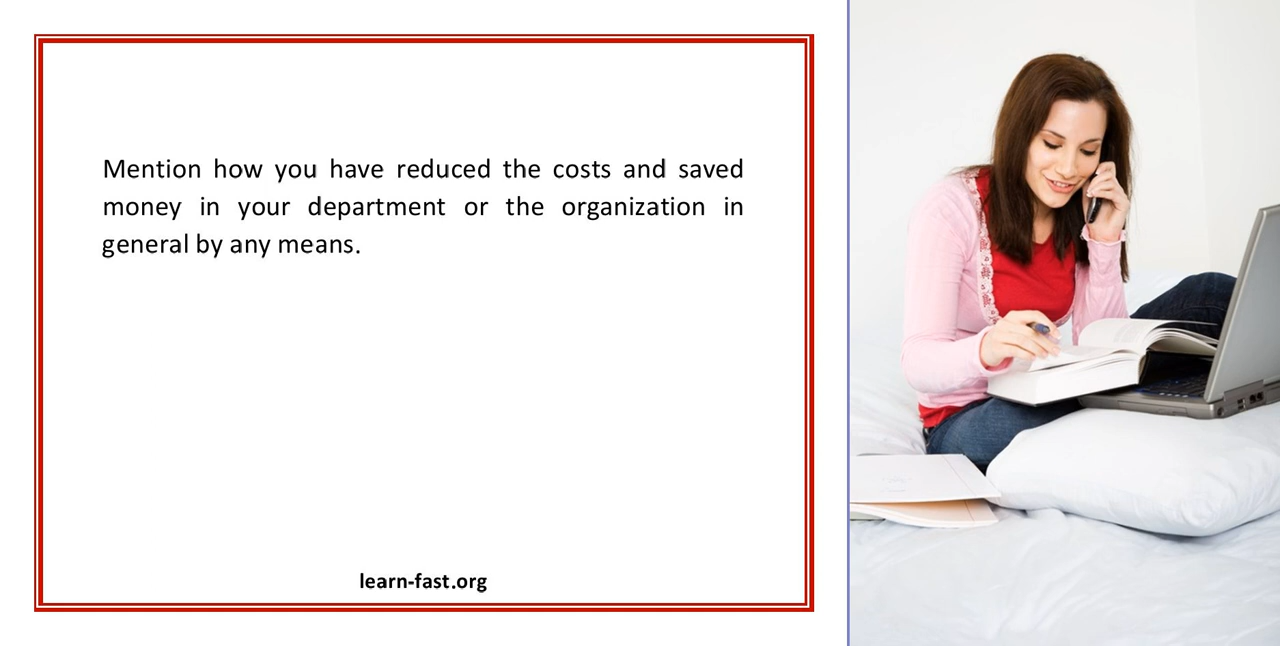 Mention how you have reduced the costs and saved
money in your department or the organization in
general by any means.
learn-fast.org